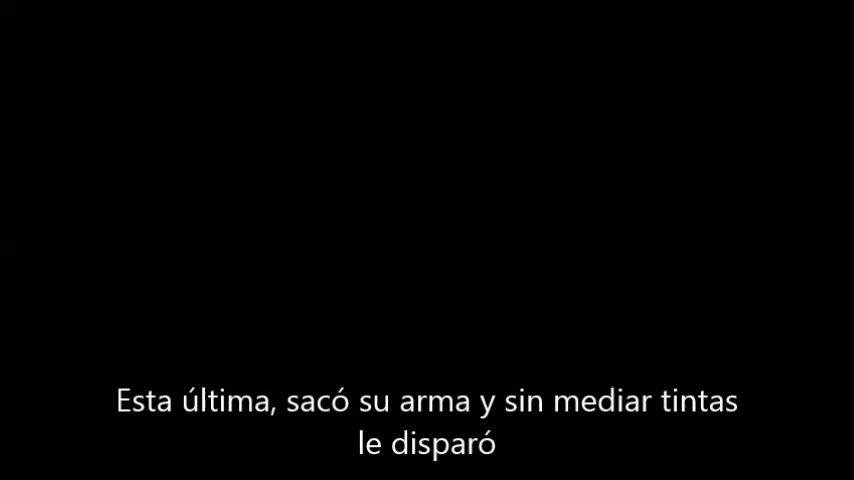 Esta última, sacó su arma y sin mediar tintas
le disparó